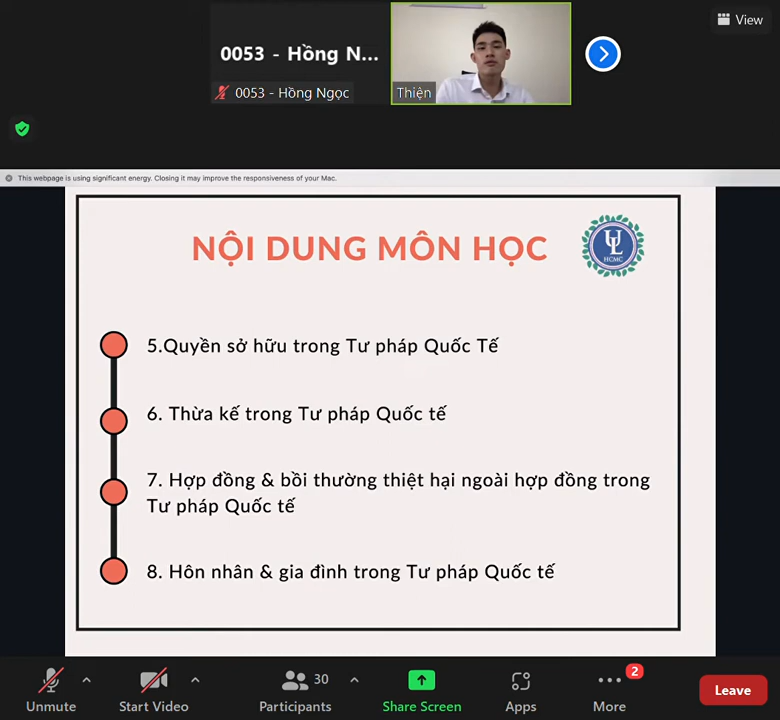 View
0053 - Hồng N...
0053 - Hồng Ngọc
Thiện
This webpage is using significant energy. Closing it may improve the responsiveness of your Mac.
NỘI DUNG MÔN HỌC
UL
HCMC
5.Quyền sở hữu trong Tư pháp Quốc Tế
6. Thừa kế trong Tư pháp Quốc tế
7. Hợp đồng & bồi thường thiệt hại ngoài hợp đồng trong
Tư pháp Quốc tế
8. Hôn nhân & gia đình trong Tư pháp Quốc tế
30
2
Unmute
Start Video
Participants
Share Screen
Apps
More
Leave